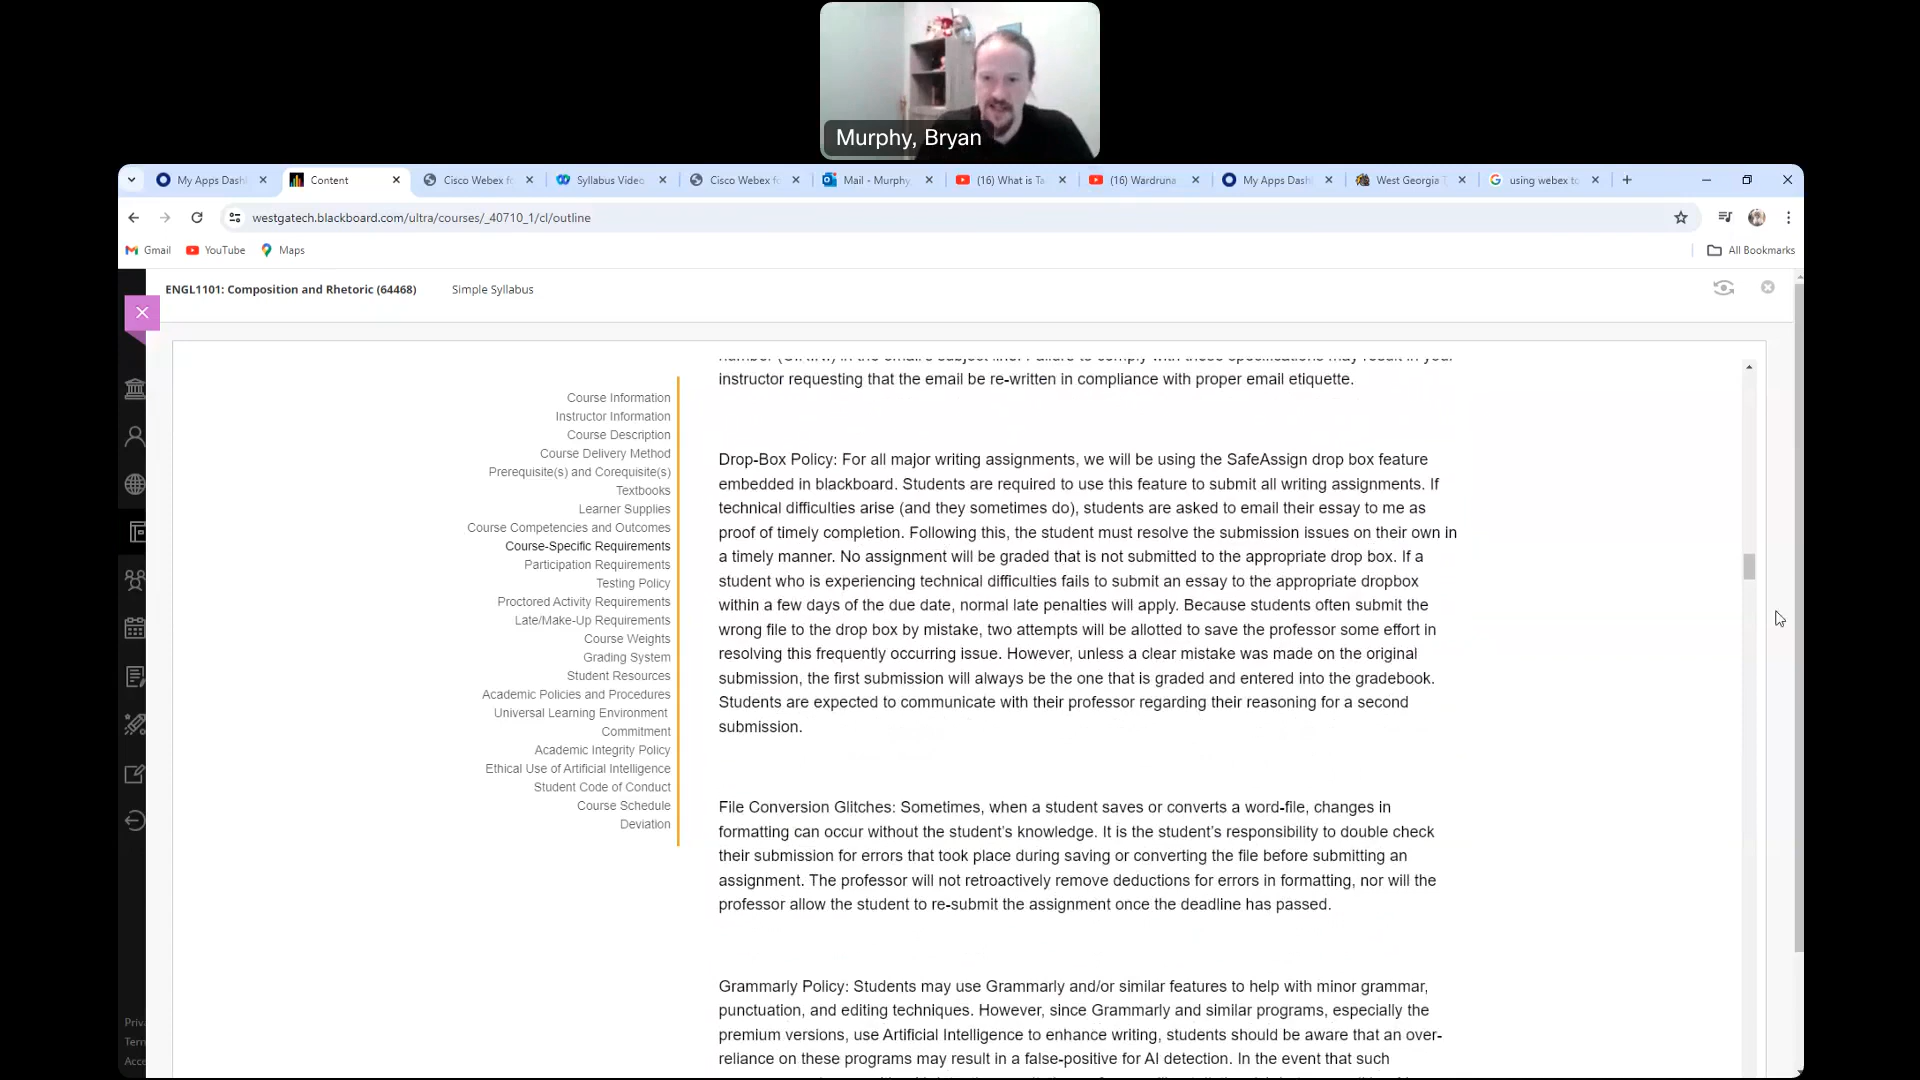 Murphy, Bryan
My Apps Dash
Content
Cisco Webex fo
Syllabus Video
Cisco Webex fo
Mail - Murphy,
(16) What is Ta
(16) Wardruna
My Apps Dash
West Georgia T
using webex to
westgatech.blackboard.com/ultra/courses/_40710_1/cl/outline
Gmail
YouTube
Maps
All Bookmarks
ENGL1101: Composition and Rhetoric (64468)
Simple Syllabus
Course Information
Instructor Information
Course Description
Course Delivery Method
Prerequisite(s) and Corequisite(s)
Textbooks
Learner Supplies
Course Competencies and Outcomes
Course-Specific Requirements
Participation Requirements
Testing Policy
Proctored Activity Requirements
Late/Make-Up Requirements
Course Weights
Grading System
Student Resources
Academic Policies and Procedures
Universal Learning Environment
Commitment
Academic Integrity Policy
Ethical Use of Artificial Intelligence
Student Code of Conduct
Course Schedule
Deviation
Priv
Term
Acce
instructor requesting that the email be re-written in compliance with proper email etiquette.
Drop-Box Policy: For all major writing assignments, we will be using the SafeAssign drop box feature
embedded in blackboard. Students are required to use this feature to submit all writing assignments. If
technical difficulties arise (and they sometimes do), students are asked to email their essay to me as
proof of timely completion. Following this, the student must resolve the submission issues on their own in
a timely manner. No assignment will be graded that is not submitted to the appropriate drop box. If a
student who is experiencing technical difficulties fails to submit an essay to the appropriate dropbox
within a few days of the due date, normal late penalties will apply. Because students often submit the
wrong file to the drop box by mistake, two attempts will be allotted to save the professor some effort in
resolving this frequently occurring issue. However, unless a clear mistake was made on the original
submission, the first submission will always be the one that is graded and entered into the gradebook.
Students are expected to communicate with their professor regarding their reasoning for a second
submission.
File Conversion Glitches: Sometimes, when a student saves or converts a word-file, changes in
formatting can occur without the student's knowledge. It is the student's responsibility to double check
their submission for errors that took place during saving or converting the file before submitting an
assignment. The professor will not retroactively remove deductions for errors in formatting, nor will the
professor allow the student to re-submit the assignment once the deadline has passed.
Grammarly Policy: Students may use Grammarly and/or similar features to help with minor grammar,
punctuation, and editing techniques. However, since Grammarly and similar programs, especially the
premium versions, use Artificial Intelligence to enhance writing, students should be aware that an over-
reliance on these programs may result in a false-positive for AI detection. In the event that such